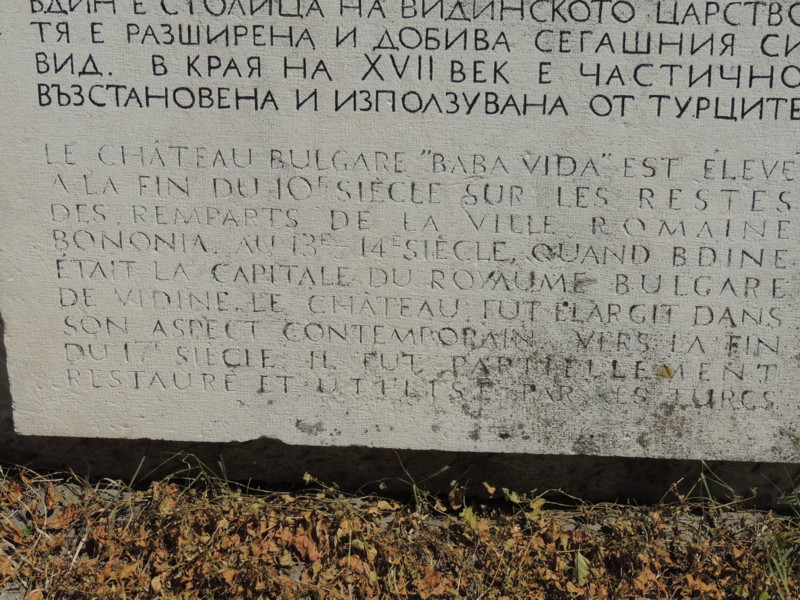 БДИН Е СТОЛИЦА НА ВИДИНСКОТО ЦАРСТВО
ТЯ Е РАЗШИРЕНА И ДОБИВА СЕГАШНИЯ СИ
ВИД. В КРАЯ НА XVII ВЕК Е ЧАСТИЧНО
ВЪЗСТАНОВЕНА И ИЗПОЛЗУВАНА ОТ ТУРЦИТЕ
LE CHÂTEAU BULGARE "BABA VIDA" EST ÉLEVÉ
A LA FIN DU 10E SIÈCLE SUR LES RESTES
DES REMPARTS DE LA VILLE ROMAINE
BONONIA. AU 13E - 14E SIÈCLE, QUAND BDINE
ÉTAIT LA CAPITALE DU ROYAUME BULGARE
DE VIDINE, LE CHÂTEAU FUT ÉLARGIT DANS
SON ASPECT CONTEMPORAIN. VERS LA FIN
DU 17E SIÈCLE IL FUT PARTIELLEMENT
RESTAURÉ ET UTILISÉ PAR LES TURCS